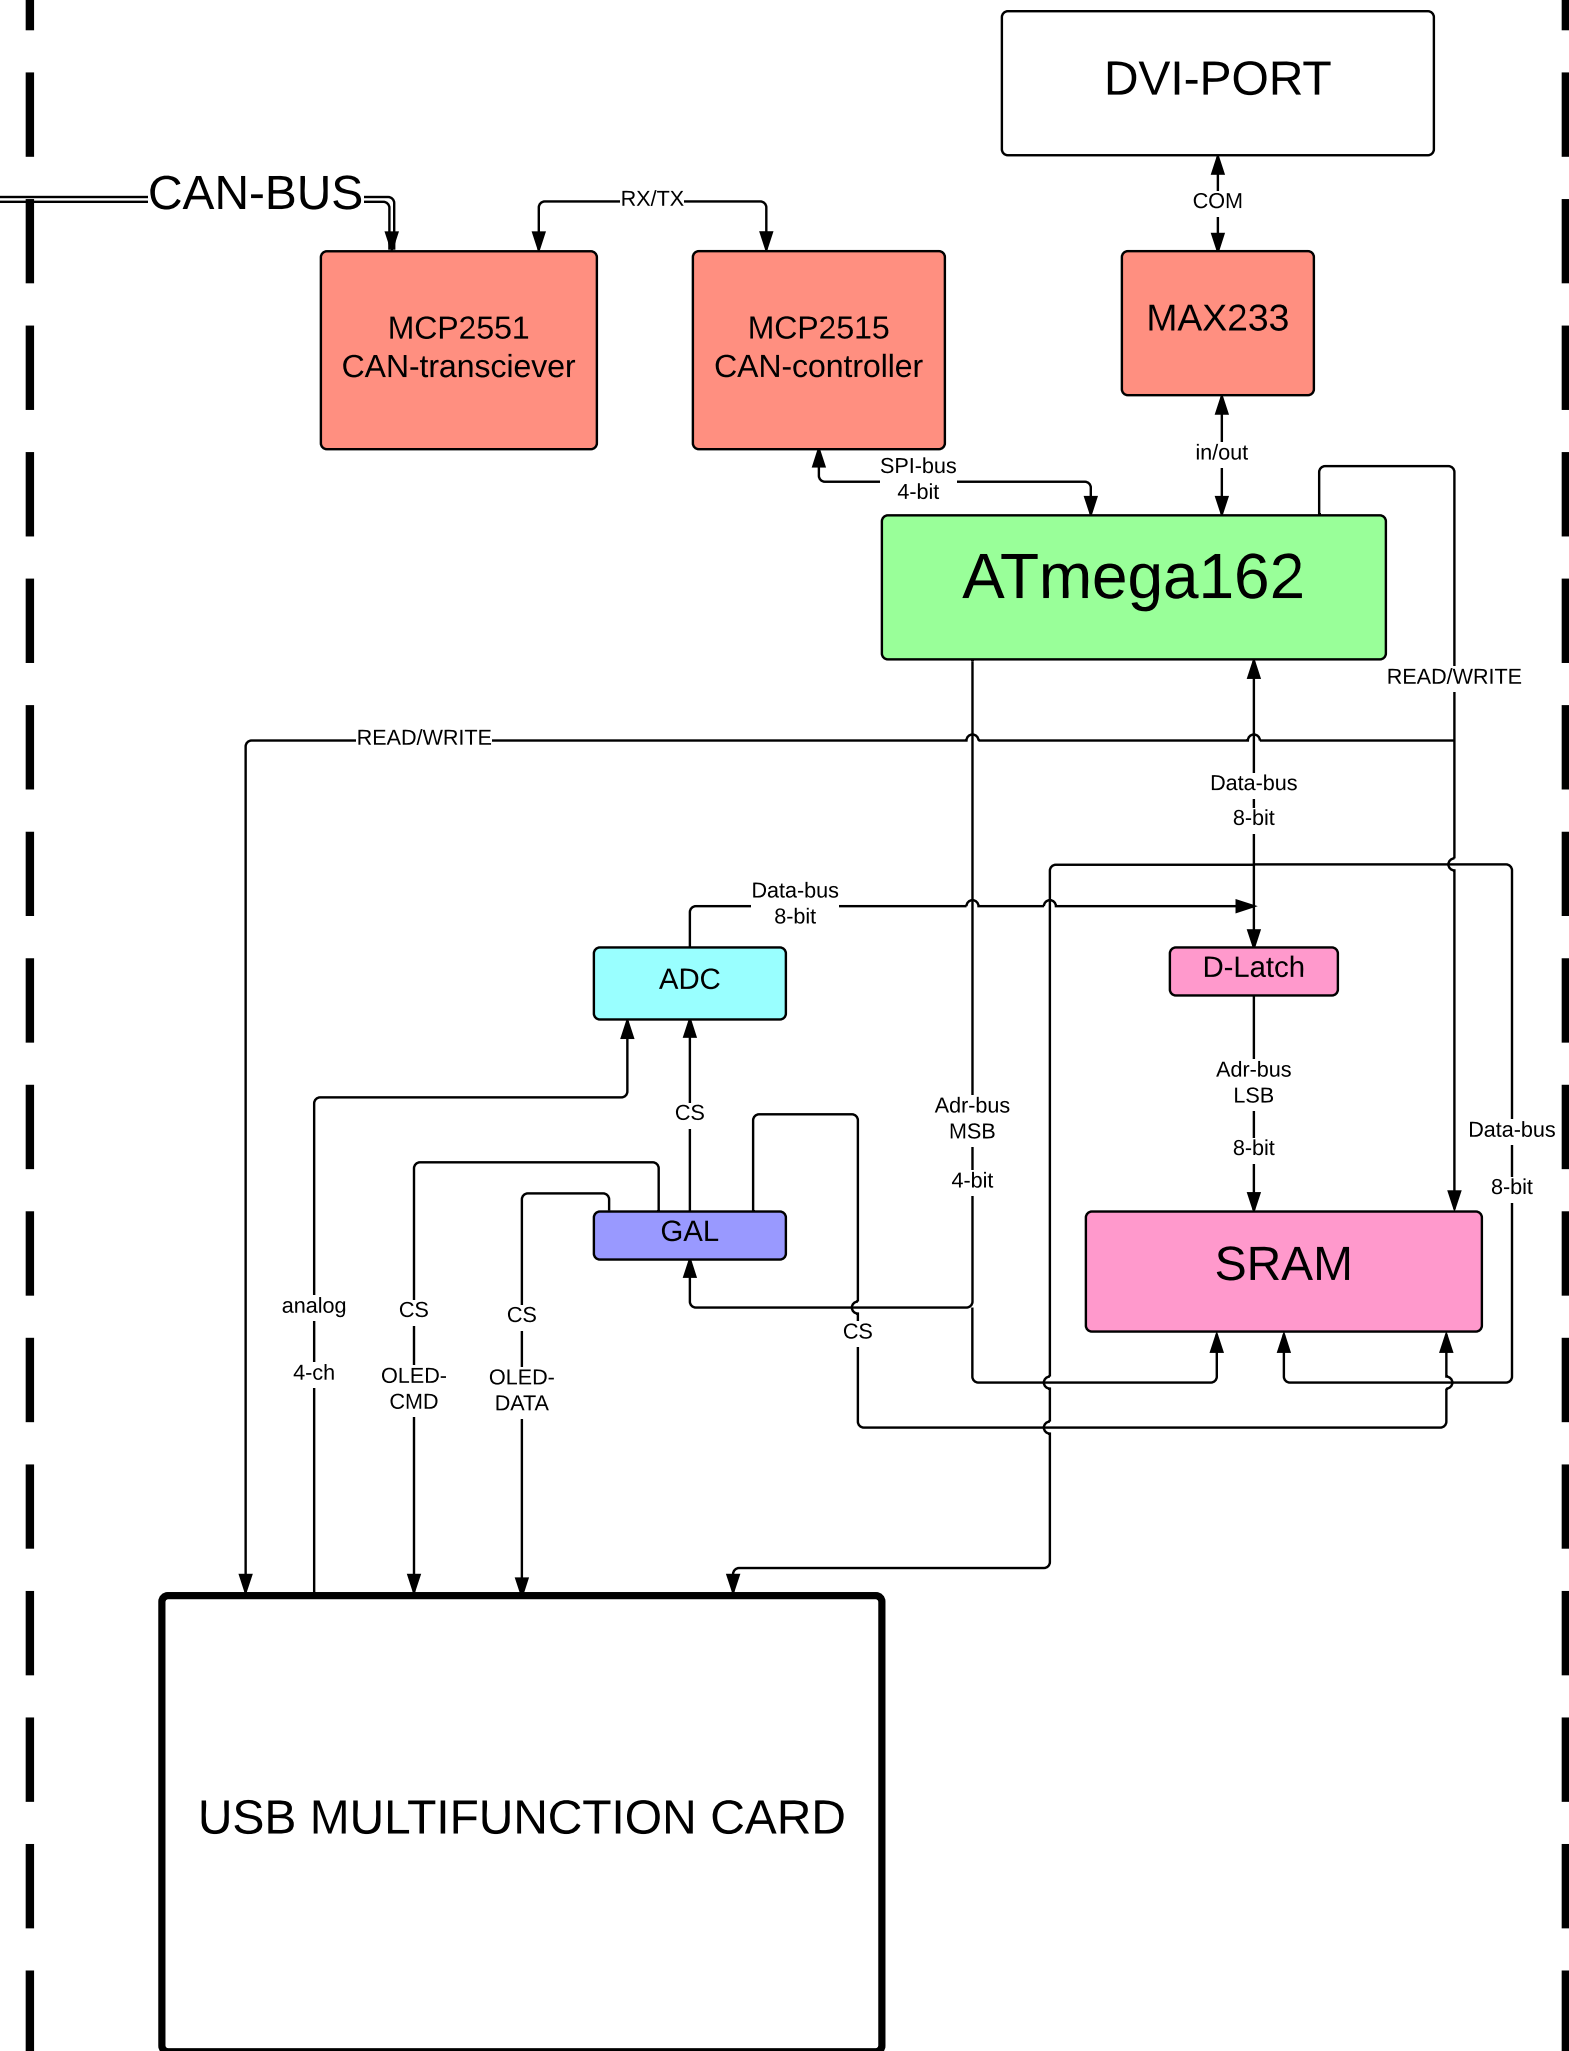 DVI-PORT
CAN-BUS
RX/TX
COM
MCP2551
CAN-transciever
MCP2515
CAN-controller
MAX233
SPI-bus
4-bit
in/out
ATmega162
READ/WRITE
READ/WRITE
Data-bus
8-bit
Data-bus
8-bit
ADC
D-Latch
Adr-bus
LSB
8-bit
CS
Adr-bus
MSB
4-bit
Data-bus
8-bit
GAL
SRAM
analog
4-ch
CS
OLED-
CMD
CS
OLED-
DATA
CS
USB MULTIFUNCTION CARD